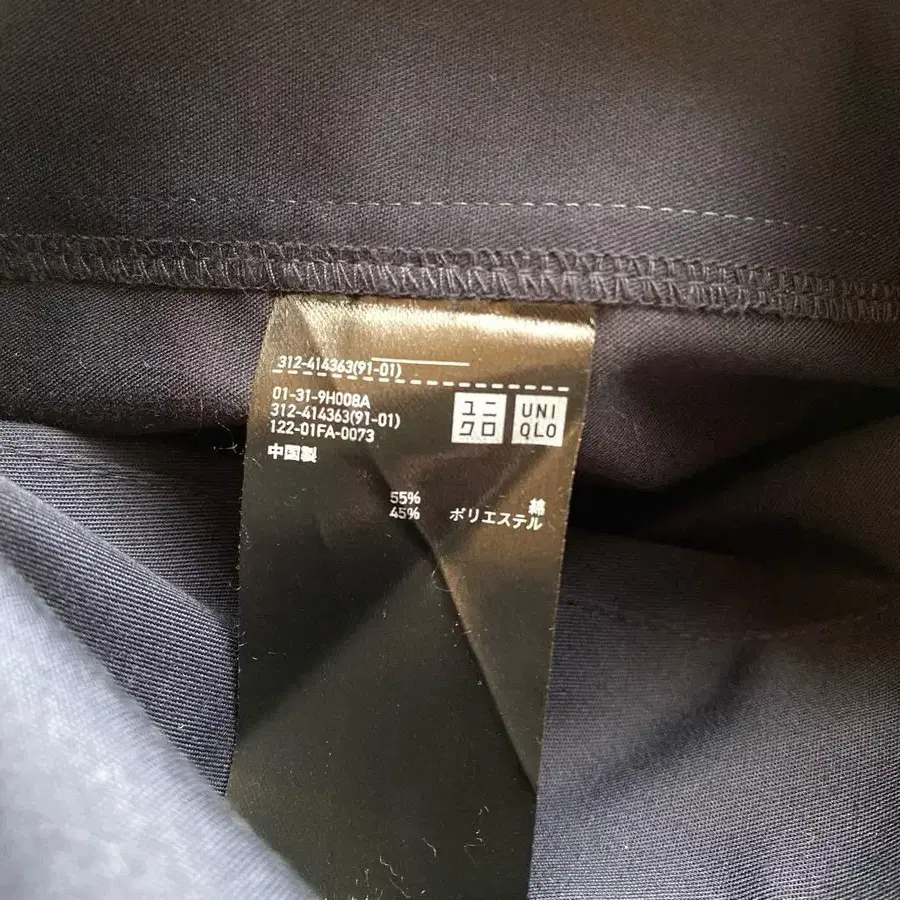 312-414363(91-01)
01-31-9H008A
312-414363(91-01)
122-01FA-0073
中国製
ユニ
クロ
UNI
QLO
55% 綿
45% ポリエステル